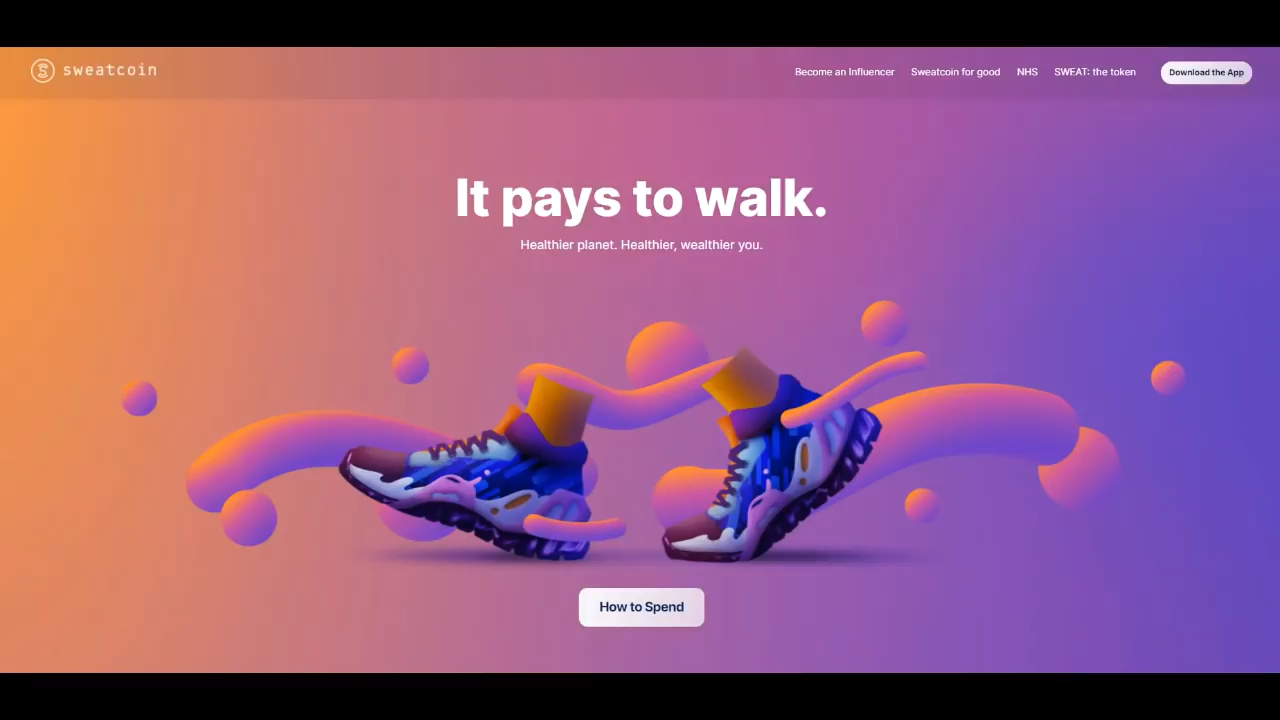 sweatcoin
Become an Influencer
Sweatcoin for good
NHS
SWEAT: the token
Download the App
It pays to walk.
Healthier planet. Healthier, wealthier you.
How to Spend